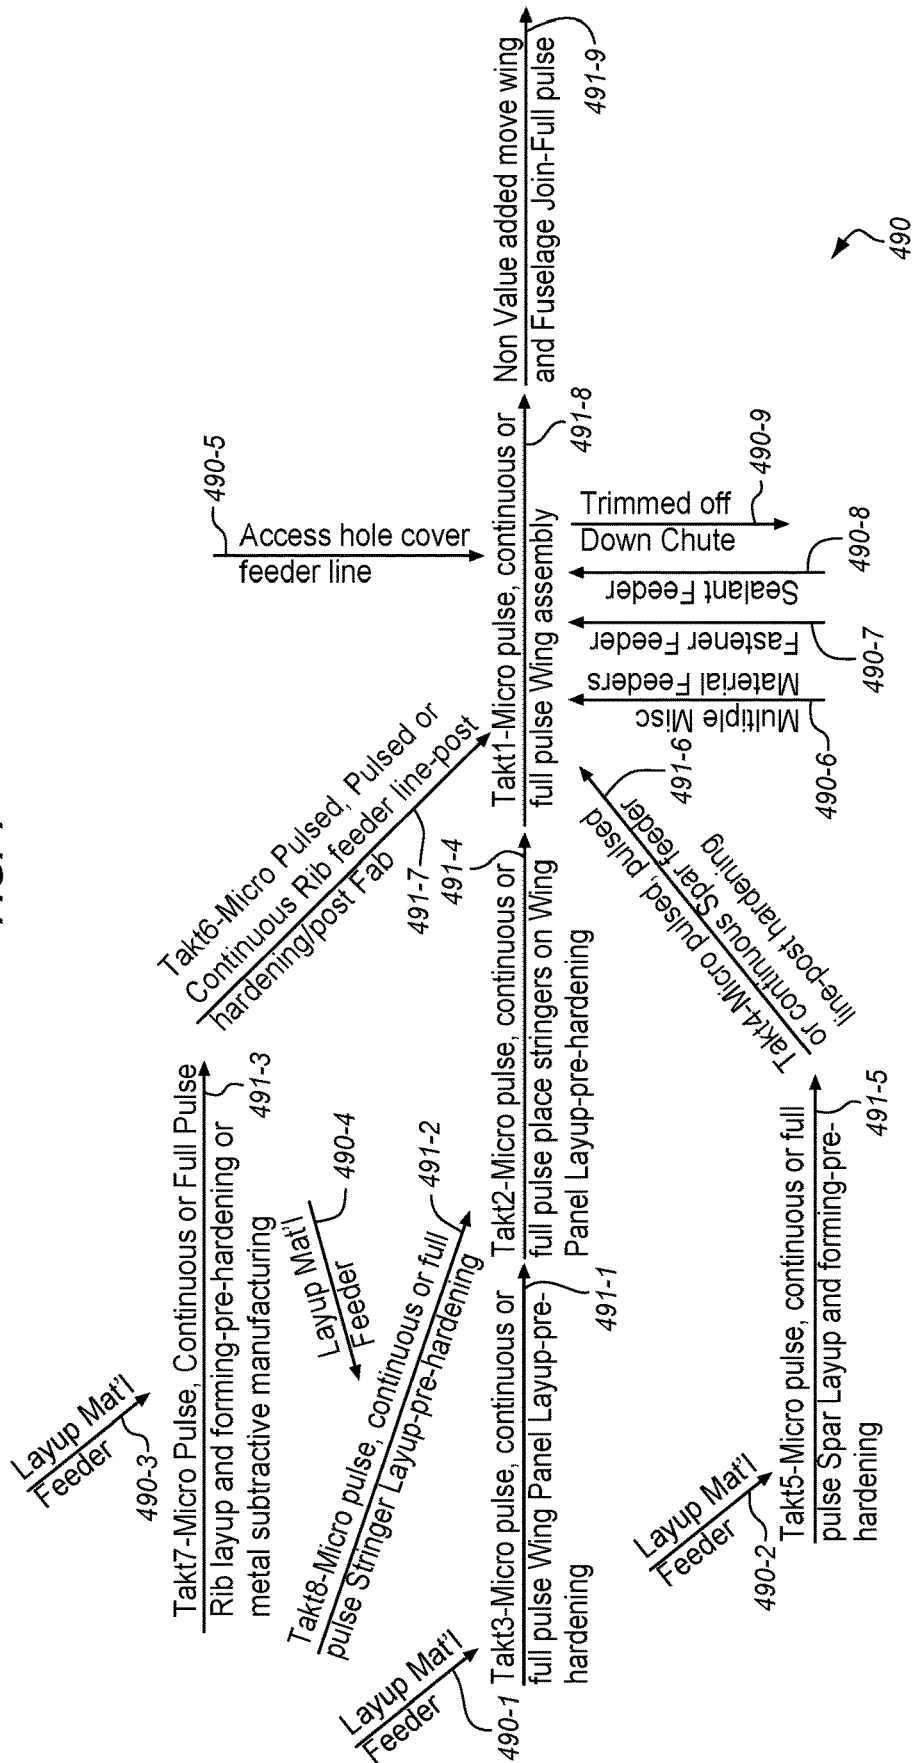 Layup Mat'l
Feeder
490-3
Takt7-Micro Pulse, Continuous or Full Pulse
Rib layup and forming-pre-hardening or
metal subtractive manufacturing
491-3
Takt6-Micro Pulsed, Pulsed or
Continuous Rib feeder line-post
hardening/post Fab
491-7
490-5
Access hole cover
feeder line
Layup Mat'l
Feeder
490-4
Takt8-Micro pulse, continuous or full
pulse Stringer Layup-pre-hardening
491-2
Layup Mat'l
Feeder
490-1
Takt3-Micro pulse, continuous or
full pulse Wing Panel Layup-pre-
hardening
491-1
Takt2-Micro pulse, continuous or
full pulse place stringers on Wing
Panel Layup-pre-hardening
491-4
Takt1-Micro pulse, continuous or
full pulse Wing assembly
491-8
Non Value added move wing
and Fuselage Join-Full pulse
491-9
Layup Mat'l
Feeder
490-2
Takt5-Micro pulse, continuous or full
pulse Spar Layup and forming-pre-
hardening
491-5
Takt4-Micro pulsed, pulsed
or continuous Spar feeder
line-post hardening
491-6
Multiple Misc
Material Feeders
490-6
Fastener Feeder
490-7
Sealant Feeder
490-8
Trimmed off
Down Chute
490-9
490